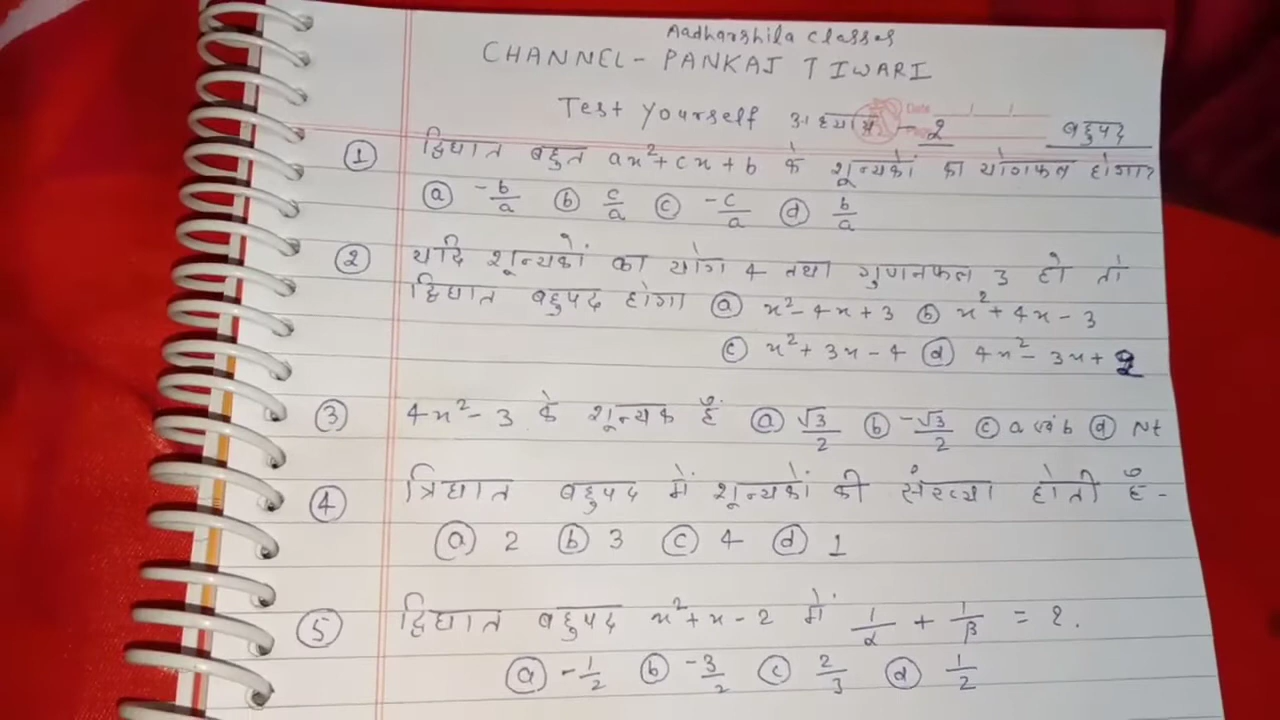 Aadharshila Classes
CHANNEL - PANKAJ TIWARI
Test Yourself अध्याय - 2 बहुपद
① द्विघात बहुत ax²+cx+b के शून्यकों का योगफल होगा?
ⓐ -b/a ⓑ c/a ⓒ -c/a ⓓ b/a
② यदि शून्यकों का योग 4 तथा गुणनफल 3 हो तो
द्विघात बहुपद होगा ⓐ x²-4x+3 ⓑ x²+4x-3
ⓒ x²+3x-4 ⓓ 4x²-3x+2
③ 4x²-3 के शून्यक हैं ⓐ √3/2 ⓑ -√3/2 ⓒ a एवं b ⓓ Nt
④ त्रिघात बहुपद में शून्यकों की संख्या होती है -
ⓐ 2 ⓑ 3 ⓒ 4 ⓓ 1
⑤ द्विघात बहुपद x²+x-2 में 1/α + 1/β = ?.
ⓐ -1/2 ⓑ -3/2 ⓒ 2/3 ⓓ 1/2